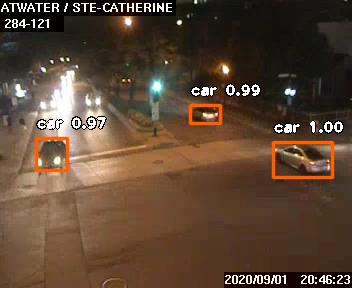 ATWATER / STE-CATHERINE
284-121
car 0.99
car 0.97
car 1.00
2020/09/01 20:46:23